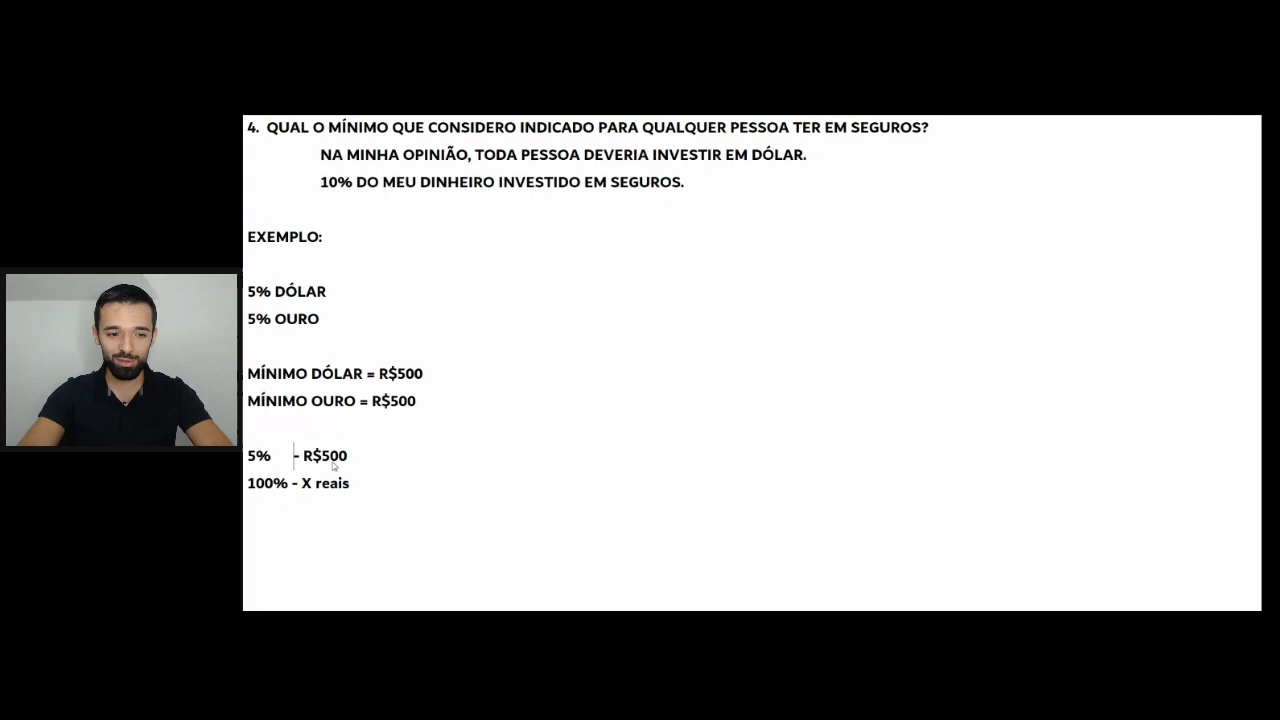 4. QUAL O MÍNIMO QUE CONSIDERO INDICADO PARA QUALQUER PESSOA TER EM SEGUROS?
NA MINHA OPINIÃO, TODA PESSOA DEVERIA INVESTIR EM DÓLAR.
10% DO MEU DINHEIRO INVESTIDO EM SEGUROS.
EXEMPLO:
5% DÓLAR
5% OURO
MÍNIMO DÓLAR = R$500
MÍNIMO OURO = R$500
5% - R$500
100% - X reais